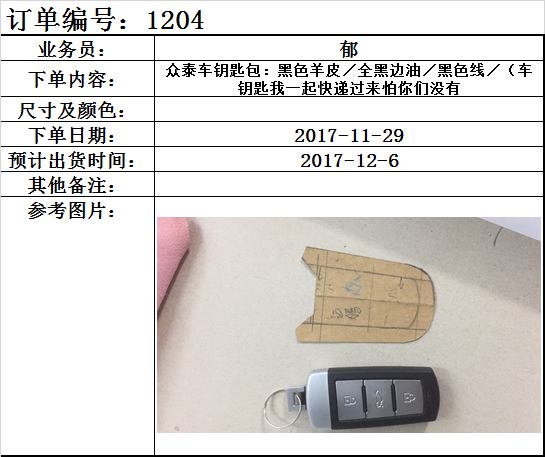 订单编号：1204
业务员： 郁
下单内容： 众泰车钥匙包：黑色羊皮／全黑边油／黑色线／（车
钥匙我一起快递过来怕你们没有
尺寸及颜色：
下单日期： 2017-11-29
预计出货时间： 2017-12-6
其他备注：
参考图片：